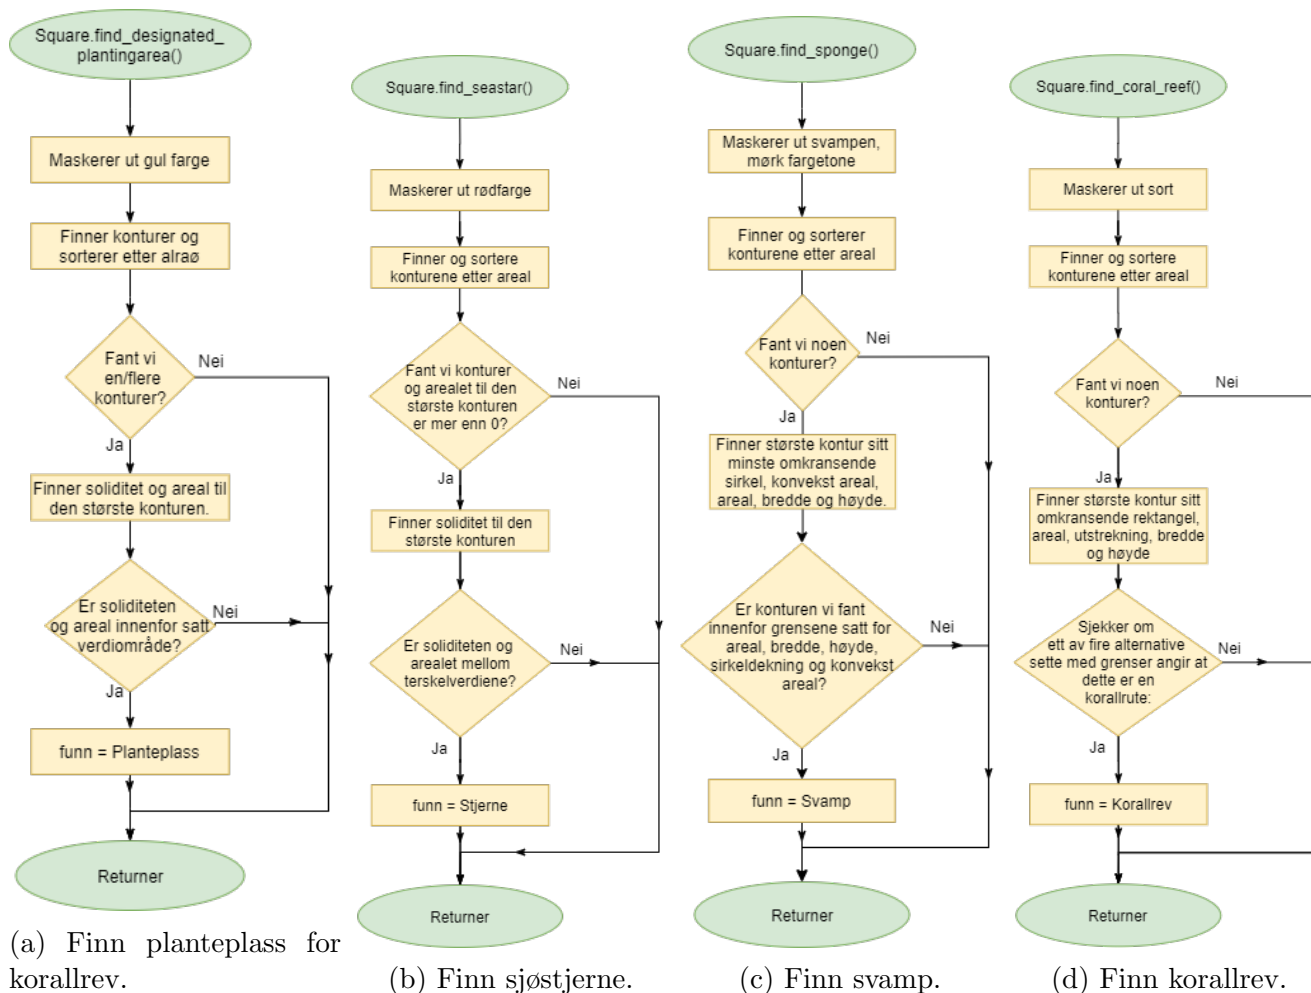 Square.find_designated_
plantingarea()
Maskerer ut gul farge
Finner konturer og
sorterer etter alraø
Fant vi
en/flere
konturer?
Nei
Ja
Finner soliditet og areal til
den største konturen.
Er soliditeten
og areal innenfor satt
verdiområde?
Nei
Ja
funn = Planteplass
Returner
(a) Finn planteplass for
korallrev.
Square.find_seastar()
Maskerer ut rødfarge
Finner og sortere
konturene etter areal
Fant vi konturer
og arealet til den
største konturen
er mer enn 0?
Nei
Ja
Finner soliditet til den
største konturen
Er soliditeten og
arealet mellom
terskelverdiene?
Nei
Ja
funn = Stjerne
Returner
(b) Finn sjøstjerne.
Square.find_sponge()
Maskerer ut svampen,
mørk fargetone
Finner og sorterer
konturene etter areal
Fant vi noen
konturer?
Nei
Ja
Finner største kontur sitt
minste omkransende
sirkel, konvekst areal,
areal, bredde og høyde.
Er konturen vi fant
innenfor grensene satt for
areal, bredde, høyde,
sirkeldekning og konvekst
areal?
Nei
Ja
funn = Svamp
Returner
(c) Finn svamp.
Square.find_coral_reef()
Maskerer ut sort
Finner og sortere
konturene etter areal
Fant vi noen
konturer?
Nei
Ja
Finner største kontur sitt
omkransende rektangel,
areal, utstrekning, bredde
og høyde
Sjekker om
ett av fire alternative
sette med grenser angir at
dette er en
korallrute:
Nei
Ja
funn = Korallrev
Returner
(d) Finn korallrev.